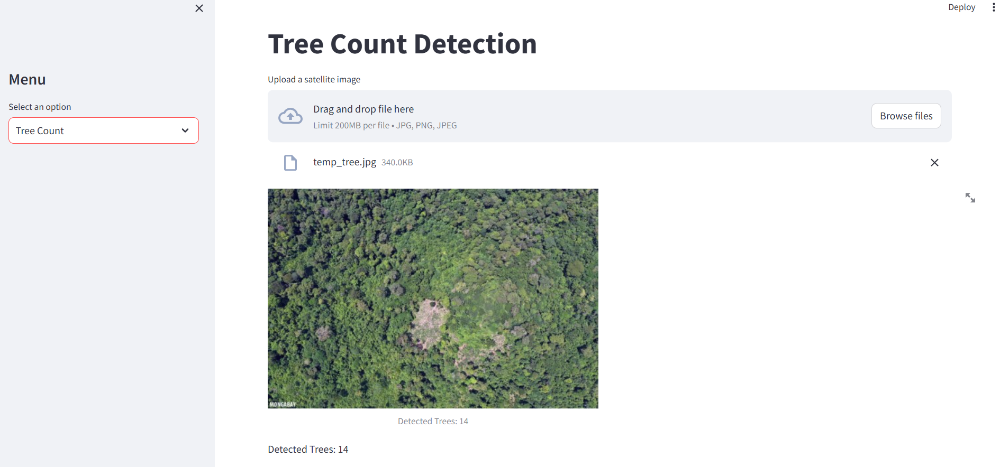 Deploy
Menu
Select an option
Tree Count
Tree Count Detection
Upload a satellite image
Drag and drop file here
Limit 200MB per file • JPG, PNG, JPEG
Browse files
temp_tree.jpg 340.0KB
MONGABAY
Detected Trees: 14
Detected Trees: 14